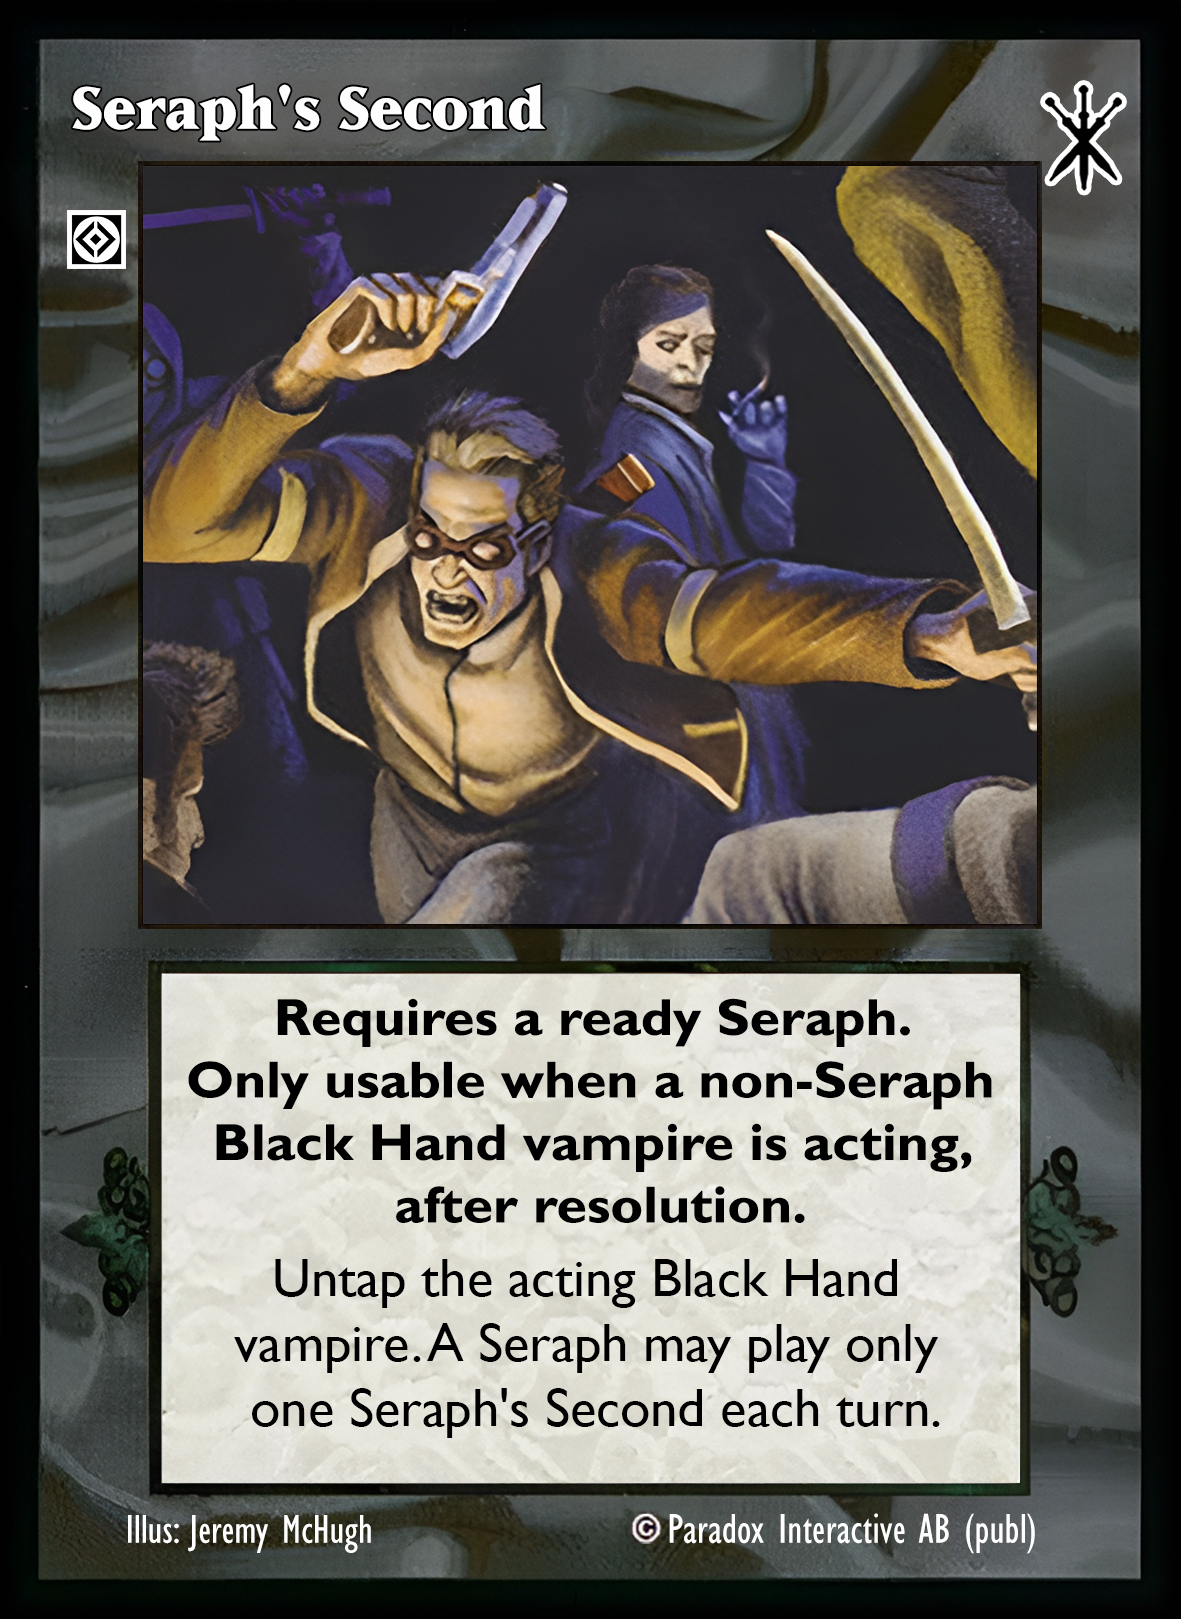 Seraph's Second
Requires a ready Seraph.
Only usable when a non-Seraph
Black Hand vampire is acting,
after resolution.
Untap the acting Black Hand
vampire. A Seraph may play only
one Seraph's Second each turn.
Illus: Jeremy McHugh © Paradox Interactive AB (publ)